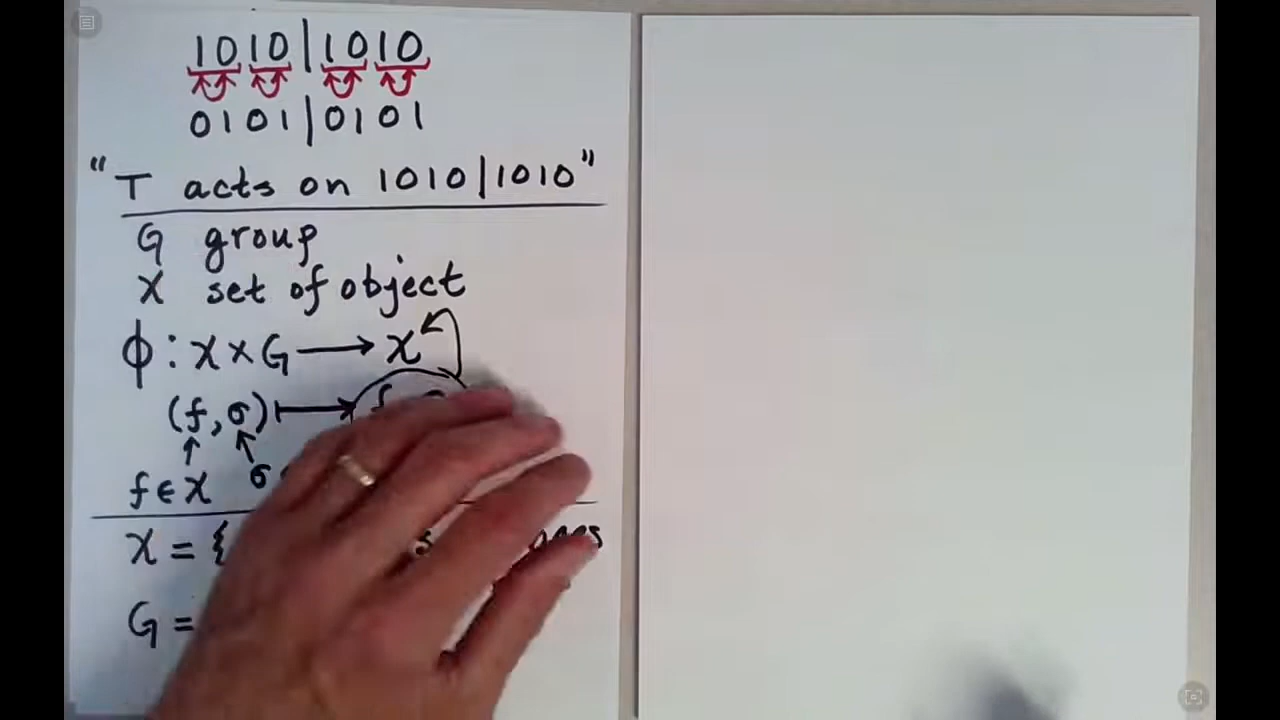 1010|1010
0101|0101
"T acts on 1010|1010"
G group
X set of object
ϕ: X × G ⟶ X
(f, σ) ⟼
f ∈ X σ
X = {
G =